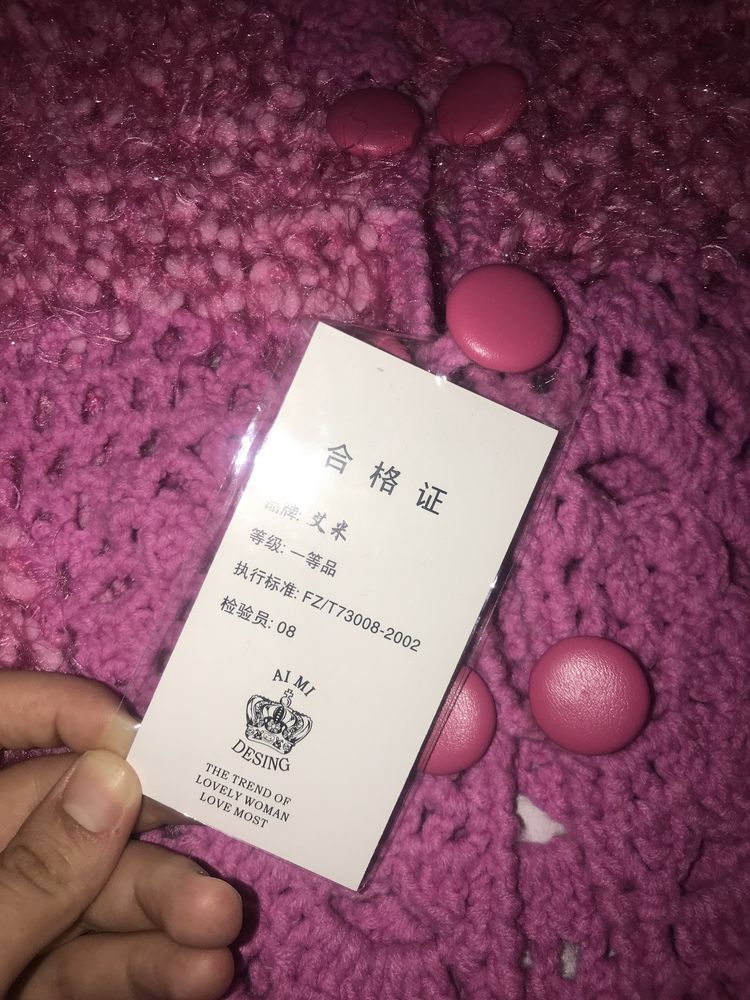 合格证
品牌: 艾米
等级: 一等品
执行标准: FZ/T73008-2002
检验员: 08
AI MI
DESING
THE TREND OF
LOVELY WOMAN
LOVE MOST